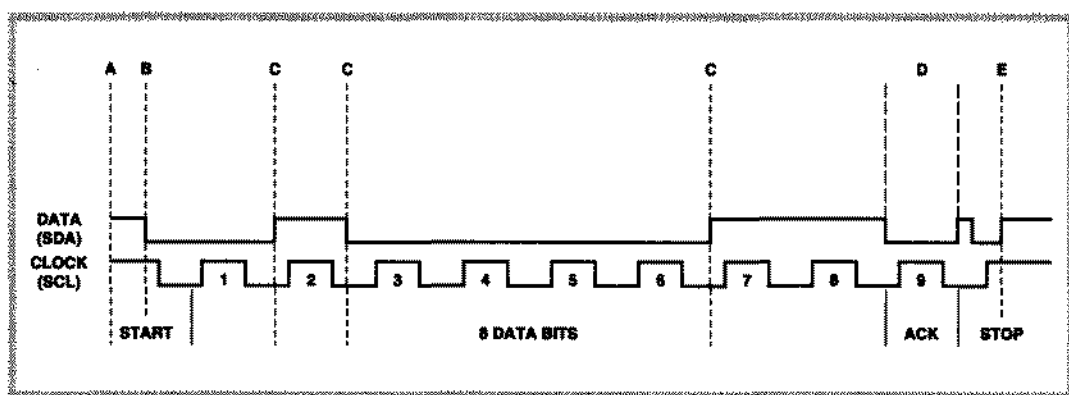 A B C C C D E
DATA
(SDA)
CLOCK
(SCL)
1 2 3 4 5 6 7 8 9
START 8 DATA BITS ACK STOP